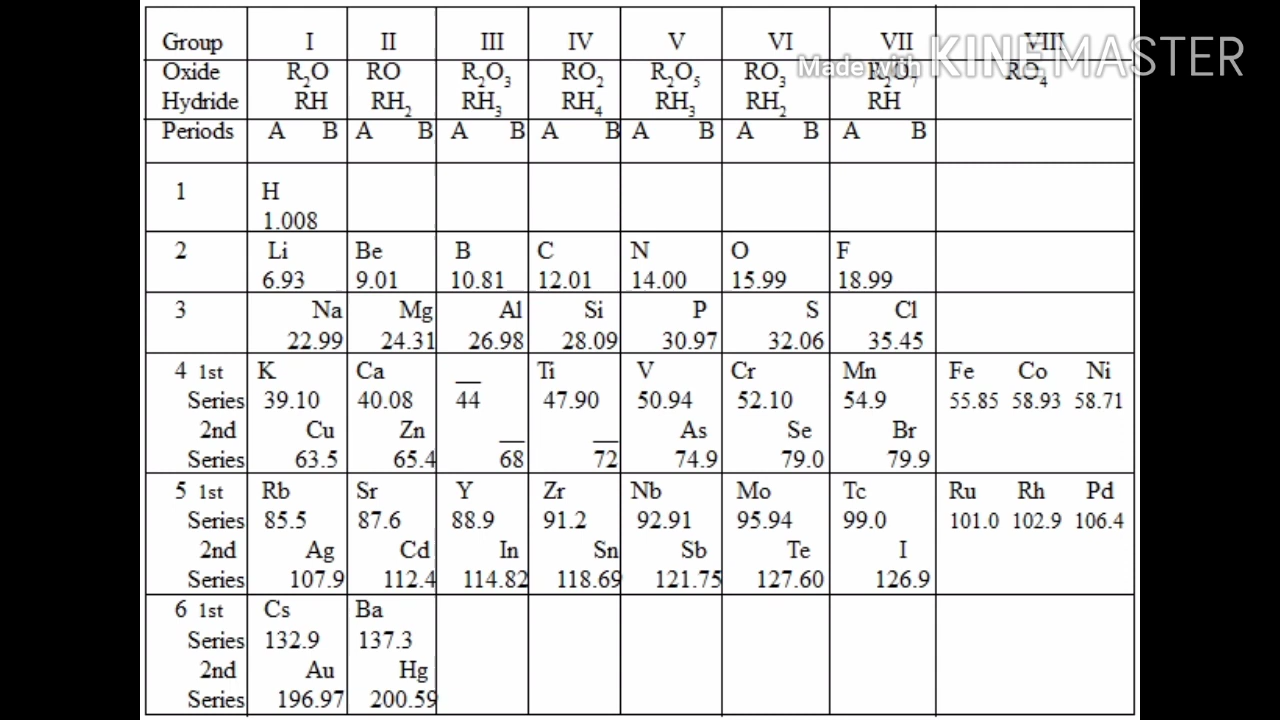 Group I II III IV V VI VII VIII
Made with KINEMASTER
Oxide R₂O RO R₂O₃ RO₂ R₂O₅ RO₃ R₂O₇ RO₄
Hydride RH RH₂ RH₃ RH₄ RH₃ RH₂ RH
Periods A B A B A B A B A B A B A B
1 H
1.008
2 Li Be B C N O F
6.93 9.01 10.81 12.01 14.00 15.99 18.99
3 Na Mg Al Si P S Cl
22.99 24.31 26.98 28.09 30.97 32.06 35.45
4 1st K Ca __ Ti V Cr Mn Fe Co Ni
Series 39.10 40.08 44 47.90 50.94 52.10 54.9 55.85 58.93 58.71
2nd Cu Zn __ __ As Se Br
Series 63.5 65.4 68 72 74.9 79.0 79.9
5 1st Rb Sr Y Zr Nb Mo Tc Ru Rh Pd
Series 85.5 87.6 88.9 91.2 92.91 95.94 99.0 101.0 102.9 106.4
2nd Ag Cd In Sn Sb Te I
Series 107.9 112.4 114.82 118.69 121.75 127.60 126.9
6 1st Cs Ba
Series 132.9 137.3
2nd Au Hg
Series 196.97 200.59